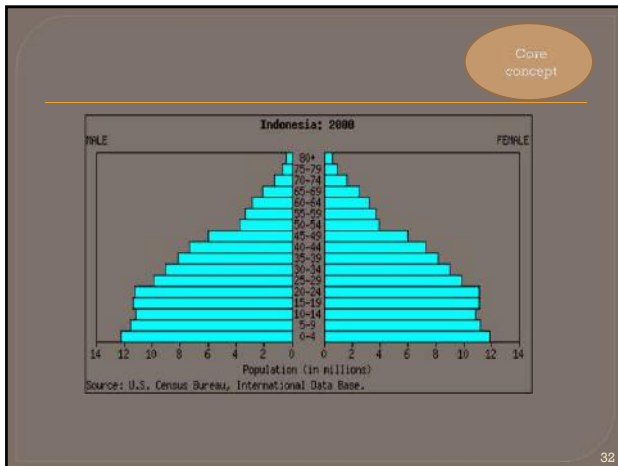 Core
concept
Indonesia: 2000
MALE FEMALE
80+
75-79
70-74
65-69
60-64
55-59
50-54
45-49
40-44
35-39
30-34
25-29
20-24
15-19
10-14
5-9
0-4
14 12 10 8 6 4 2 0 0 2 4 6 8 10 12 14
Population (in millions)
Source: U.S. Census Bureau, International Data Base.
32